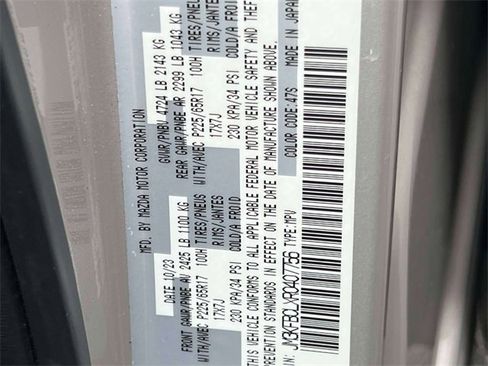 MFD. BY MAZDA MOTOR CORPORATION
DATE 10/23 GVWR/PNBV 4724 LB 2143 KG
FRONT GAWR/PNBE AV 2425 LB 1100 KG REAR GAWR/PNBE AR 2299 LB 1043 KG
WITH/AVEC P225/65R17 100H TIRES/PNEUS WITH/AVEC P225/65R17 100H TIRES/PNEUS
17X7J RIMS/JANTES 17X7J RIMS/JANTES
230 KPA/34 PSI COLD/A FROID 230 KPA/34 PSI COLD/A FROID
THIS VEHICLE CONFORMS TO ALL APPLICABLE FEDERAL MOTOR VEHICLE SAFETY AND THEFT
PREVENTION STANDARDS IN EFFECT ON THE DATE OF MANUFACTURE SHOWN ABOVE.
TYPE:MPV COLOR: 47S MADE IN JAPAN